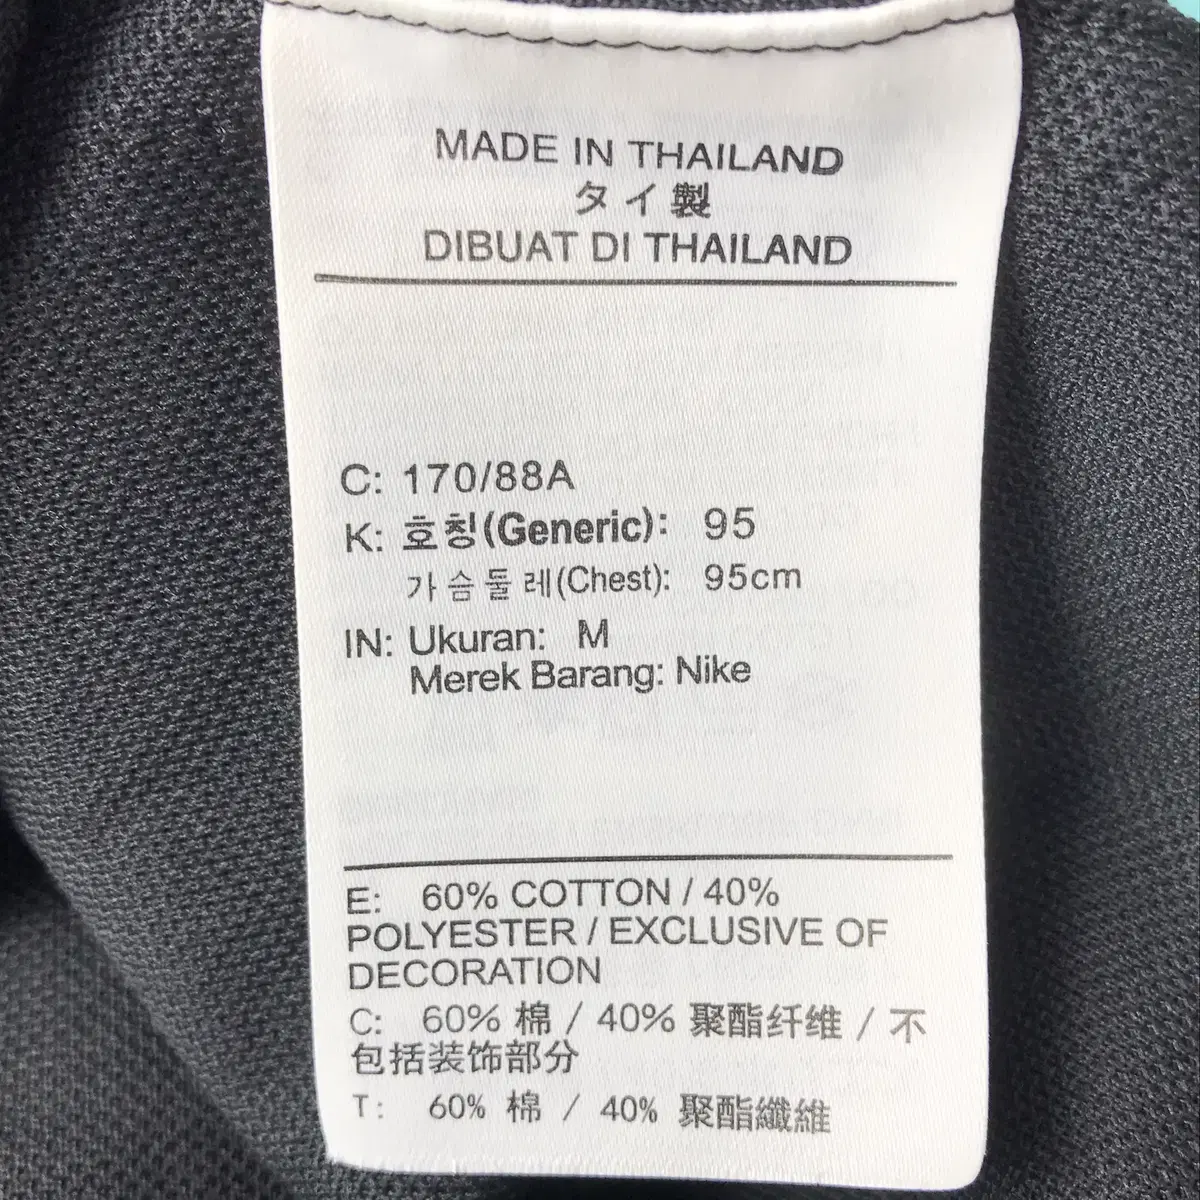 MADE IN THAILAND
タイ製
DIBUAT DI THAILAND
C: 170/88A
K: 호칭(Generic): 95
가슴둘레(Chest): 95cm
IN: Ukuran: M
Merek Barang: Nike
E: 60% COTTON / 40%
POLYESTER / EXCLUSIVE OF
DECORATION
C: 60% 棉 / 40% 聚酯纤维 / 不
包括装饰部分
T: 60% 棉 / 40% 聚酯纖維